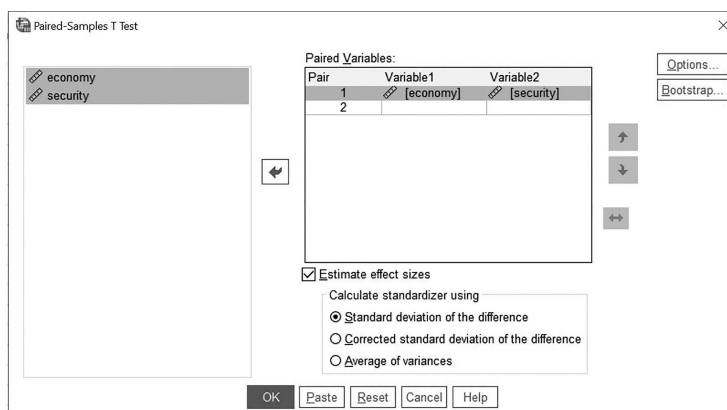 Paired-Samples T Test
economy
security
Paired Variables:
Pair Variable1 Variable2
1 [economy] [security]
2
Options...
Bootstrap...
Estimate effect sizes
Calculate standardizer using
Standard deviation of the difference
Corrected standard deviation of the difference
Average of variances
OK Paste Reset Cancel Help